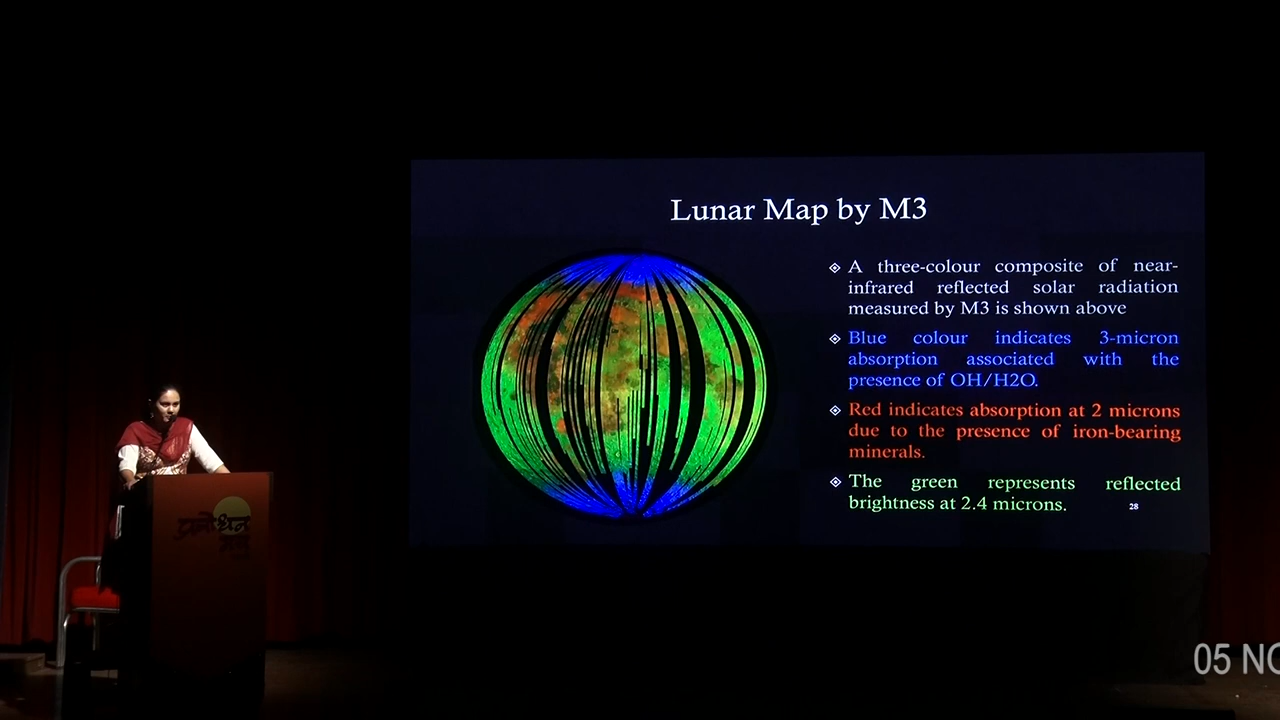 Lunar Map by M3
A three-colour composite of near-
infrared reflected solar radiation
measured by M3 is shown above
Blue colour indicates 3-micron
absorption associated with the
presence of OH/H2O.
Red indicates absorption at 2 microns
due to the presence of iron-bearing
minerals.
The green represents reflected
brightness at 2.4 microns.
28
प्रबोधन
05 NO